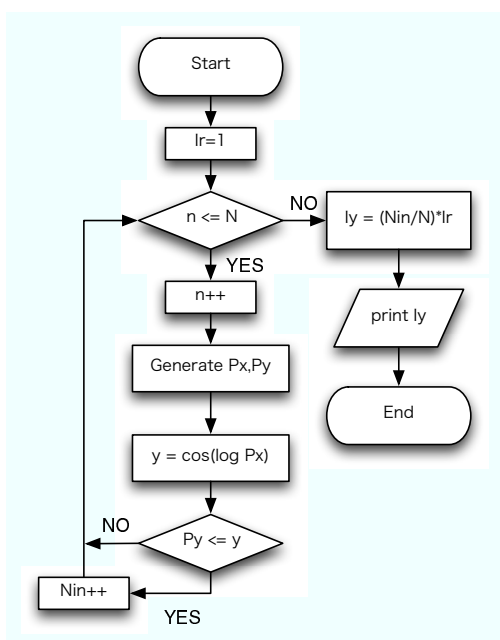 Start
Ir=1
n <= N
NO
Iy = (Nin/N)*Ir
YES
n++
print Iy
Generate Px,Py
End
y = cos(log Px)
Py <= y
NO
Nin++
YES